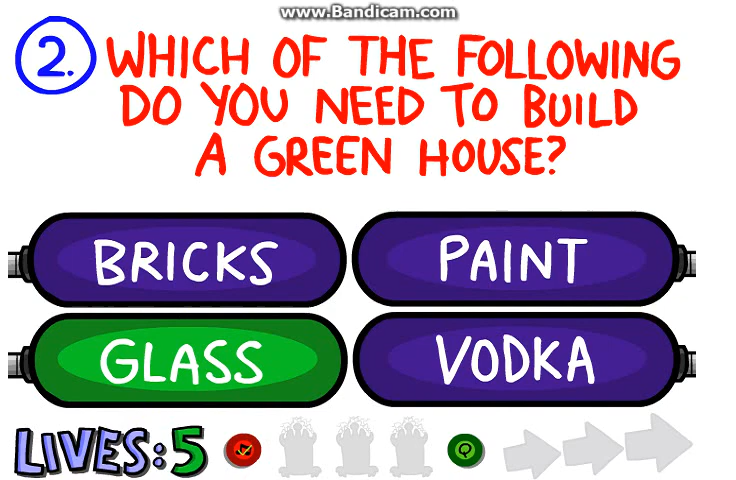 www.Bandicam.com
2. WHICH OF THE FOLLOWING
DO YOU NEED TO BUILD
A GREEN HOUSE?
BRICKS
PAINT
GLASS
VODKA
LIVES:5
Q